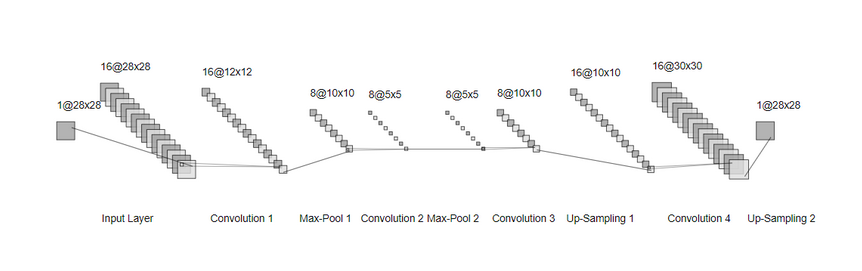 16@28x28
16@12x12
16@10x10
16@30x30
1@28x28
8@10x10
8@5x5
8@5x5
8@10x10
1@28x28
Input Layer
Convolution 1
Max-Pool 1
Convolution 2
Max-Pool 2
Convolution 3
Up-Sampling 1
Convolution 4
Up-Sampling 2